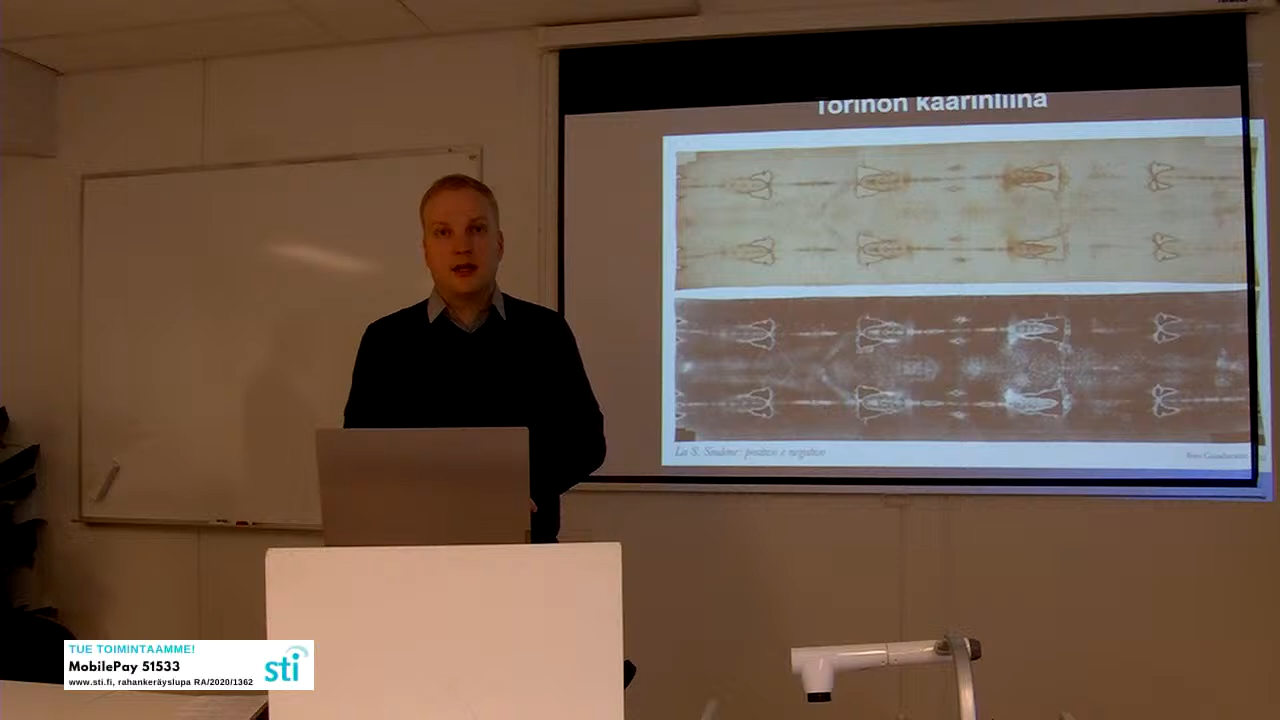 Torinon käärinliina
La S. Sindone: positivo e negativo
TUE TOIMINTAAMME!
MobilePay 51533
www.sti.fi, rahankeräyslupa RA/2020/1362
sti